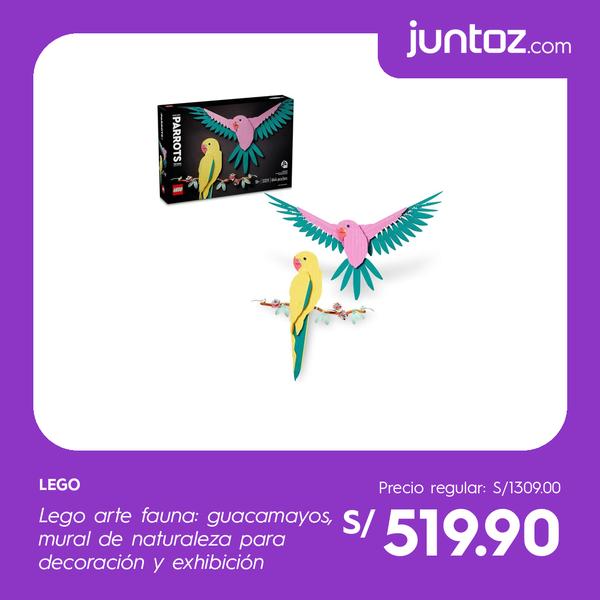 juntoz.com
PARROTS
LEGO
LEGO
Precio regular: S/1309.00
Lego arte fauna: guacamayos,
mural de naturaleza para
decoración y exhibición
S/ 519.90